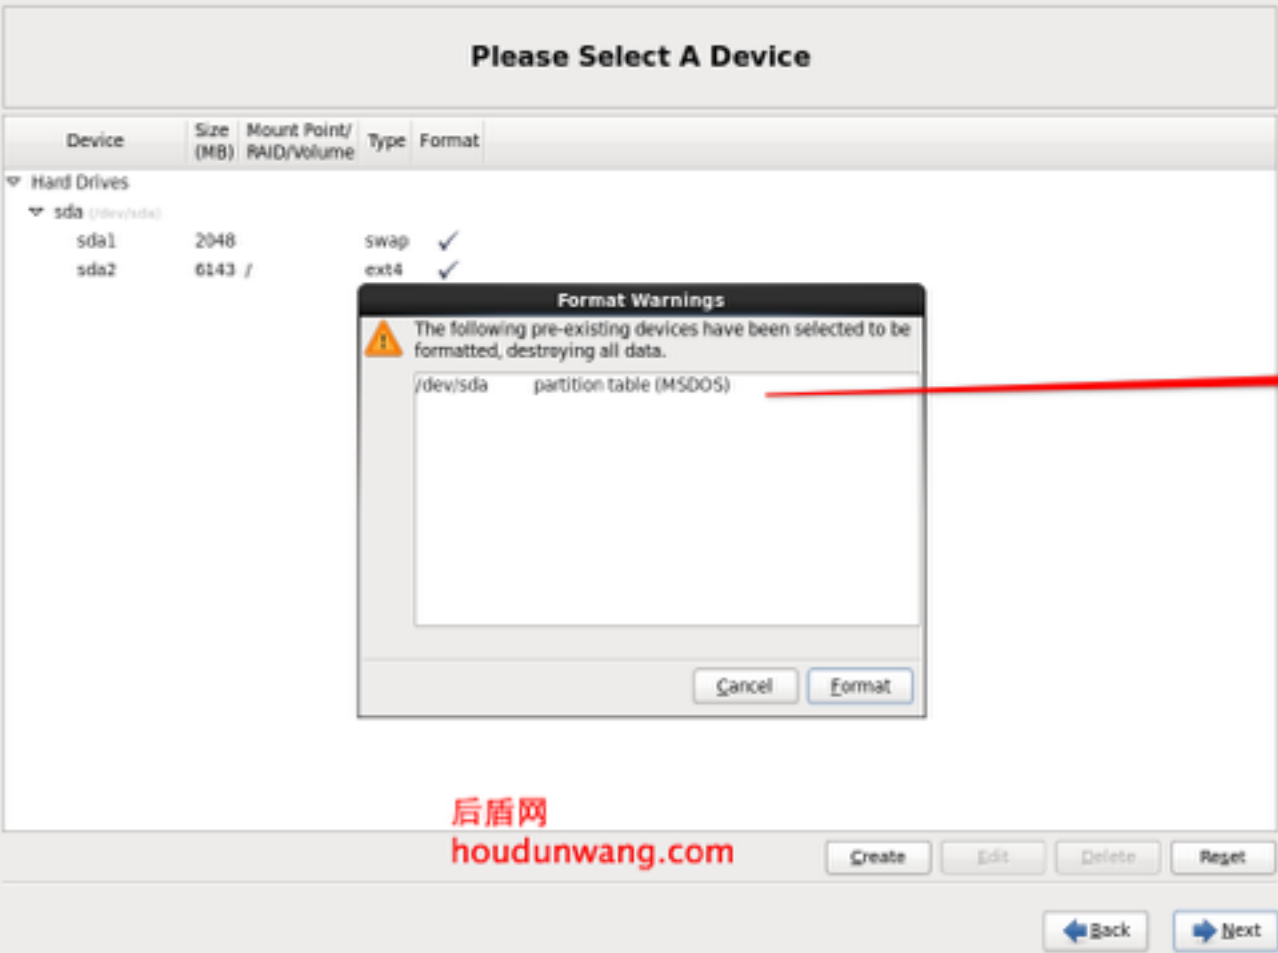 Please Select A Device
Device
Size
(MB)
Mount Point/
RAID/Volume
Type
Format
Hard Drives
sda (/dev/sda)
sda1 2048 swap
sda2 6143 / ext4
Format Warnings
The following pre-existing devices have been selected to be
formatted, destroying all data.
/dev/sda partition table (MSDOS)
Cancel Format
后盾网
houdunwang.com
Create Edit Delete Reset
Back Next